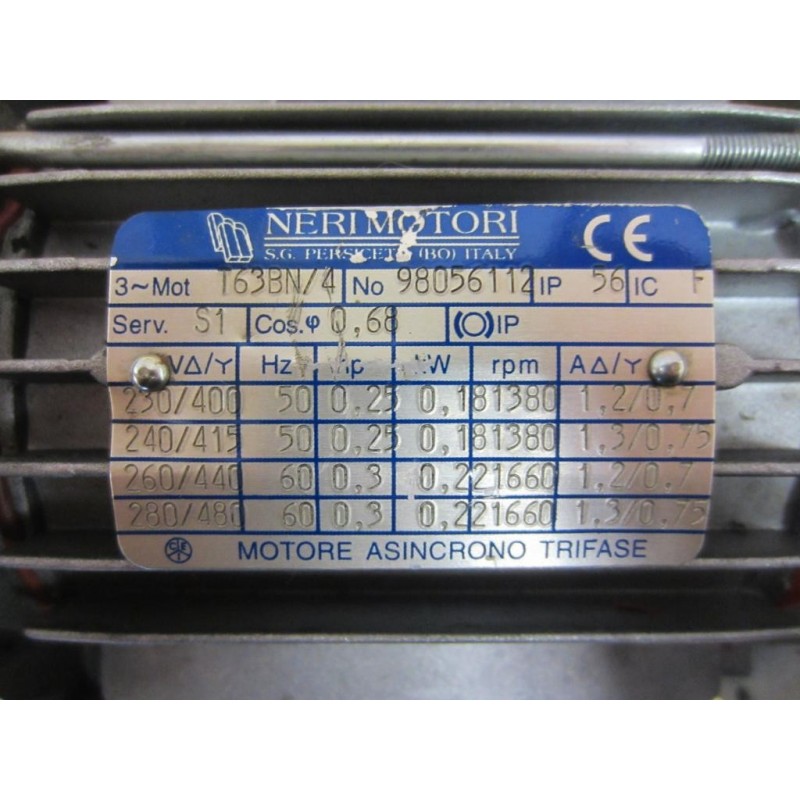 NERI MOTORI
S.G. PERSICETO (BO) ITALY
CE
3~Mot T63BN/4 No 98056112 IP 56 IC F
Serv. S1 Cos.φ 0,68 IP
VΔ/Y Hz Hp kW rpm A Δ/Y
230/400 50 0,25 0,18 1380 1,2/0,7
240/415 50 0,25 0,18 1380 1,3/0,75
260/440 60 0,3 0,22 1660 1,2/0,7
280/480 60 0,3 0,22 1660 1,3/0,75
MOTORE ASINCRONO TRIFASE